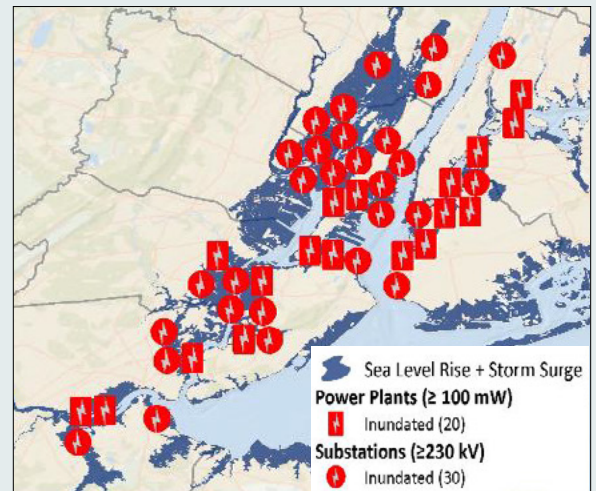 Sea Level Rise + Storm Surge
Power Plants (≥ 100 mW)
Inundated (20)
Substations (≥230 kV)
Inundated (30)